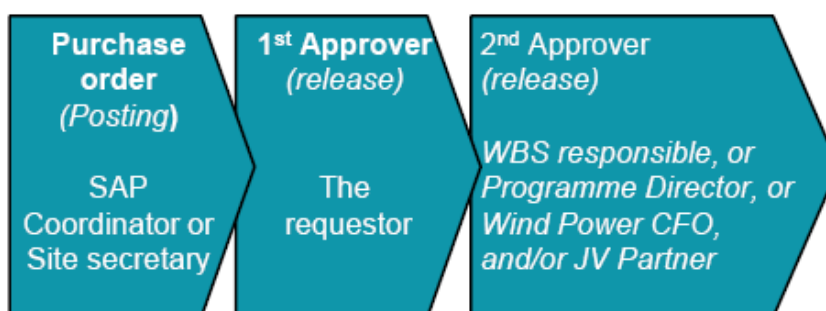 Purchase
order
(Posting)
SAP
Coordinator or
Site secretary
1st Approver
(release)
The
requestor
2nd Approver
(release)
WBS responsible, or
Programme Director, or
Wind Power CFO,
and/or JV Partner